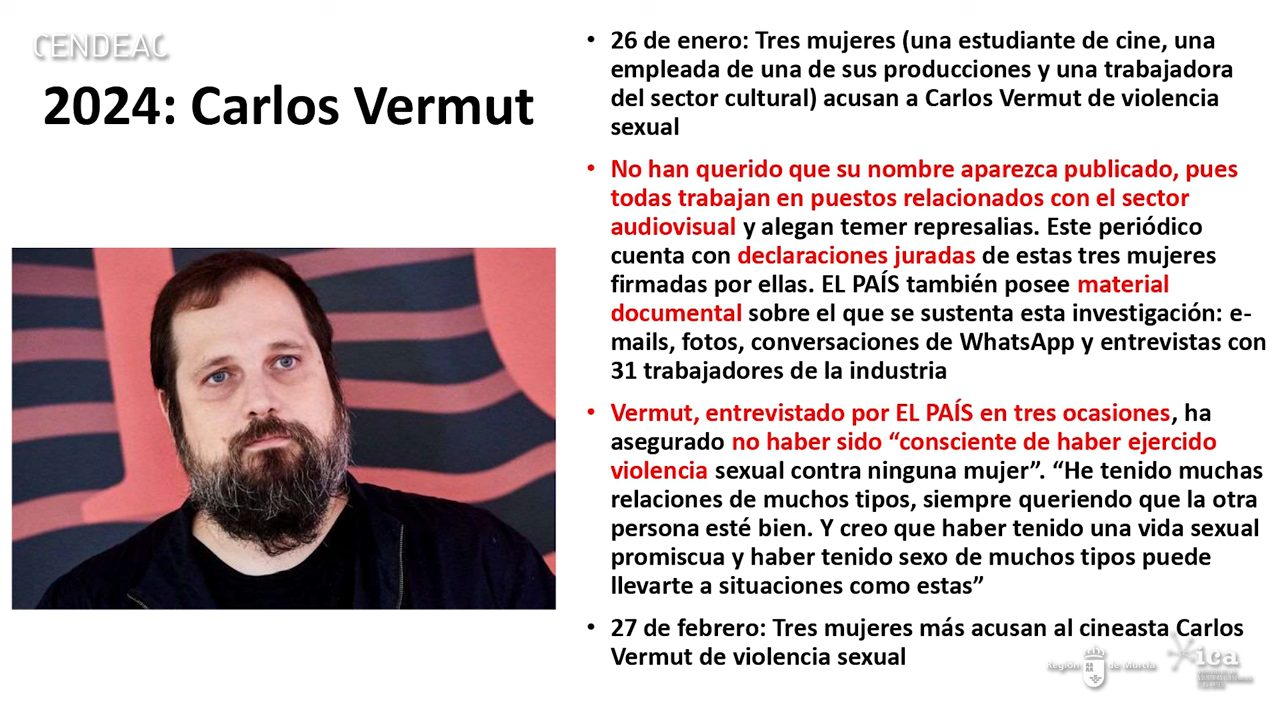 CENDEAC
2024: Carlos Vermut
• 26 de enero: Tres mujeres (una estudiante de cine, una
empleada de una de sus producciones y una trabajadora
del sector cultural) acusan a Carlos Vermut de violencia
sexual
• No han querido que su nombre aparezca publicado, pues
todas trabajan en puestos relacionados con el sector
audiovisual y alegan temer represalias. Este periódico
cuenta con declaraciones juradas de estas tres mujeres
firmadas por ellas. EL PAÍS también posee material
documental sobre el que se sustenta esta investigación: e-
mails, fotos, conversaciones de WhatsApp y entrevistas con
31 trabajadores de la industria
• Vermut, entrevistado por EL PAÍS en tres ocasiones, ha
asegurado no haber sido “consciente de haber ejercido
violencia sexual contra ninguna mujer”. “He tenido muchas
relaciones de muchos tipos, siempre queriendo que la otra
persona esté bien. Y creo que haber tenido una vida sexual
promiscua y haber tenido sexo de muchos tipos puede
llevarte a situaciones como estas”
• 27 de febrero: Tres mujeres más acusan al cineasta Carlos
Vermut de violencia sexual
Región de Murcia
ica